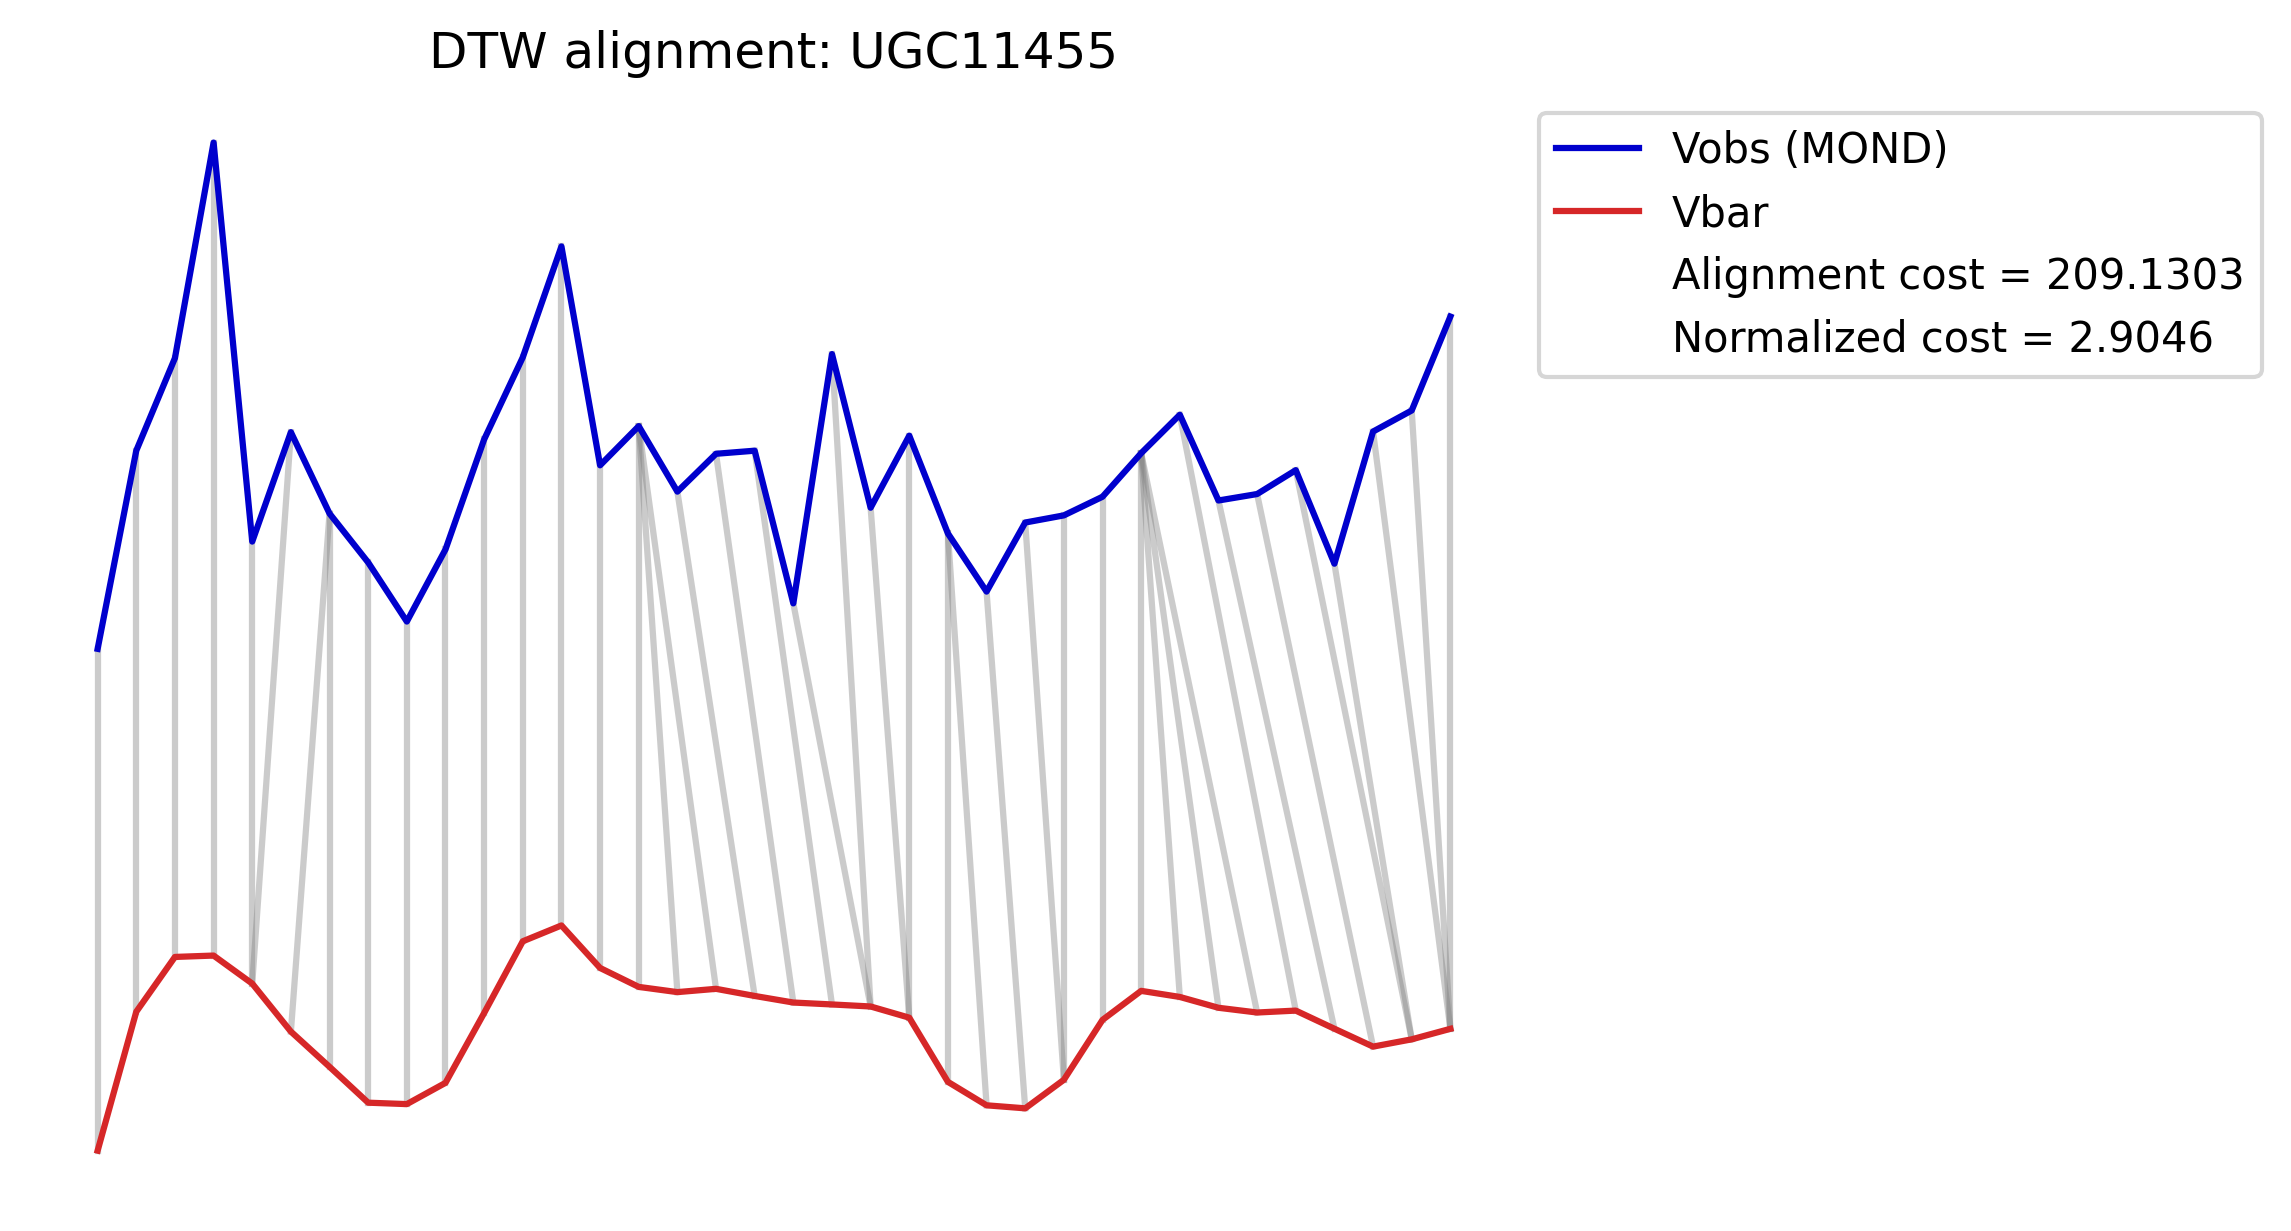 DTW alignment: UGC11455
Vobs (MOND)
Vbar
Alignment cost = 209.1303
Normalized cost = 2.9046